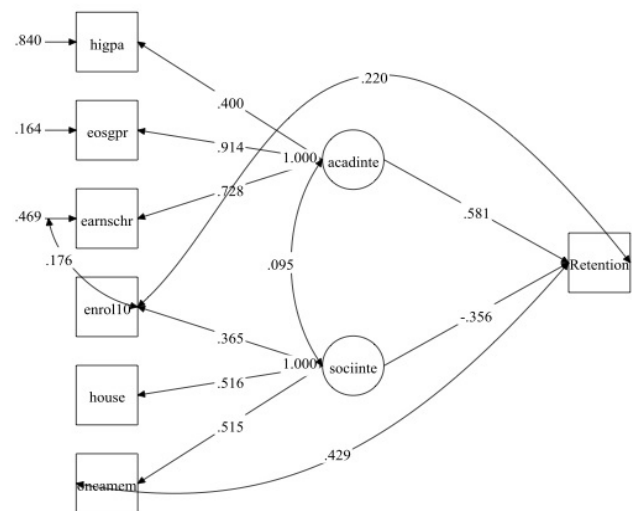 .840
higpa
.220
.400
.164
eosgpr
.914
1.000
acadinte
.728
.469
earnschr
.581
.176
.095
Retention
enrol10
.365
-.356
1.000
sociinte
house
.516
.515
.429
oncamem